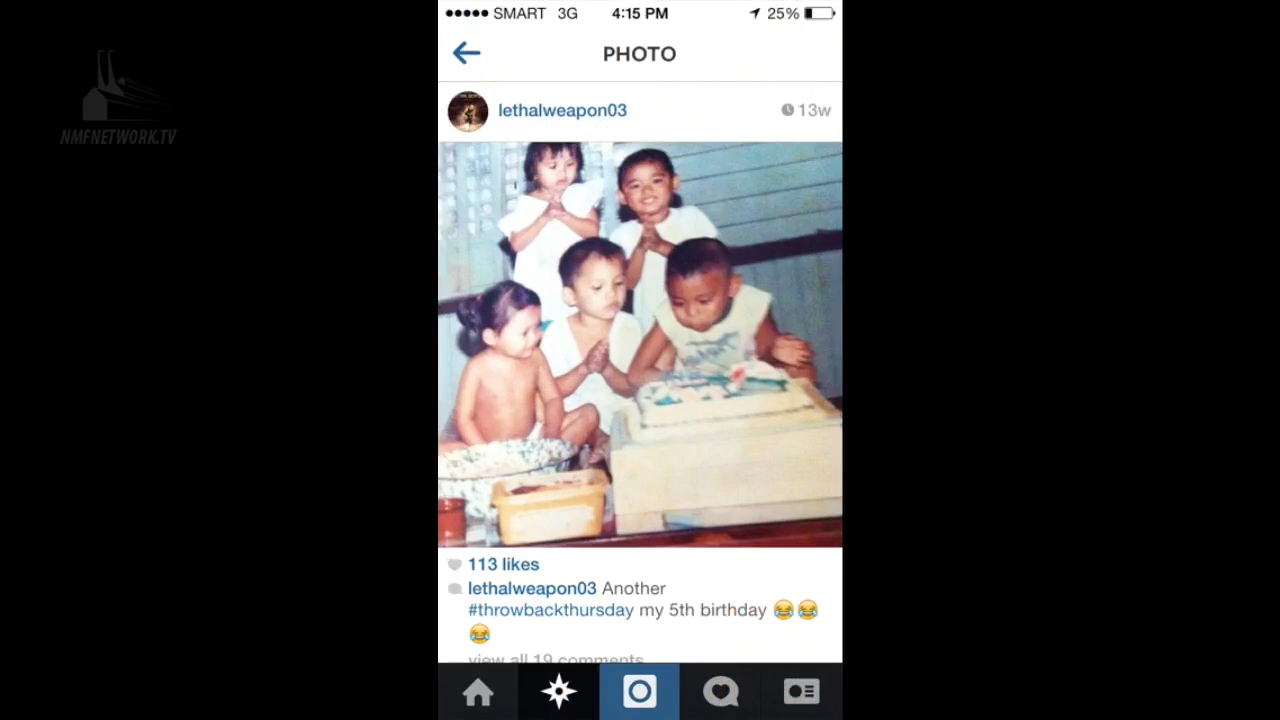 SMART 3G 4:15 PM 25%
PHOTO
lethalweapon03 13w
NMFNETWORK.TV
113 likes
lethalweapon03 Another
#throwbackthursday my 5th birthday 😂😂
😂
view all 19 comments